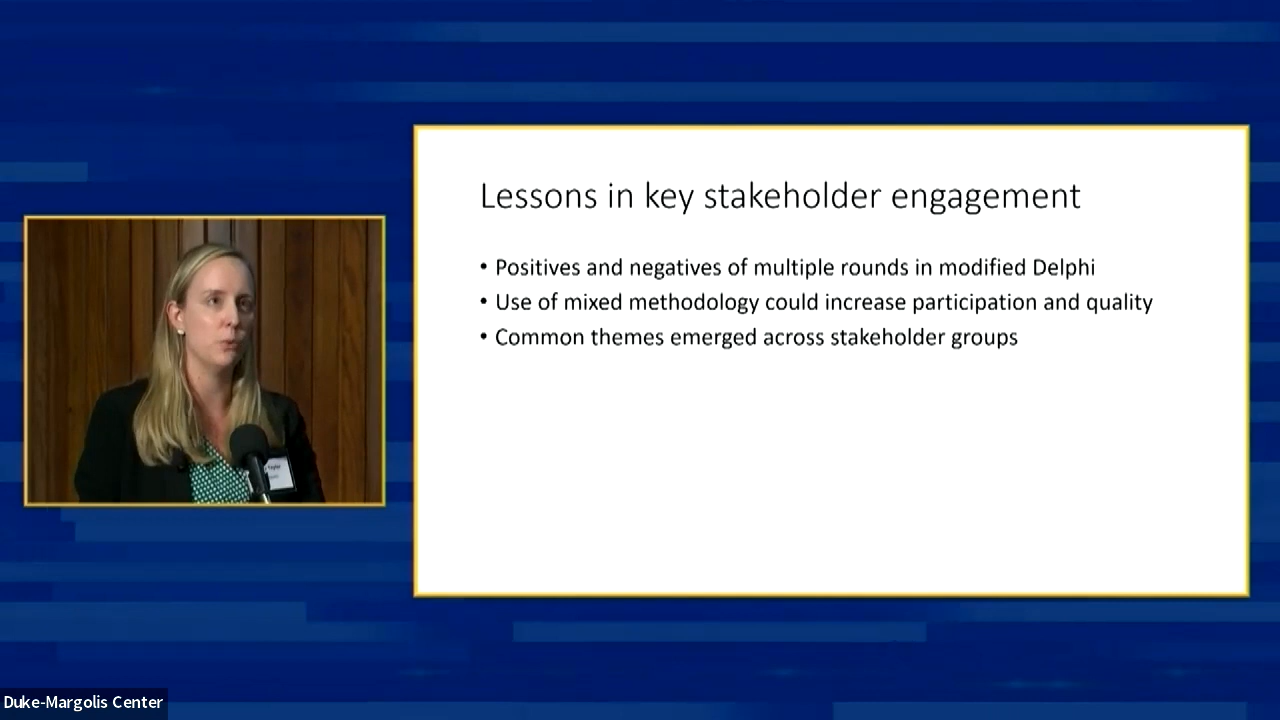 Lessons in key stakeholder engagement
• Positives and negatives of multiple rounds in modified Delphi
• Use of mixed methodology could increase participation and quality
• Common themes emerged across stakeholder groups
Taylor
Duke-Margolis Center